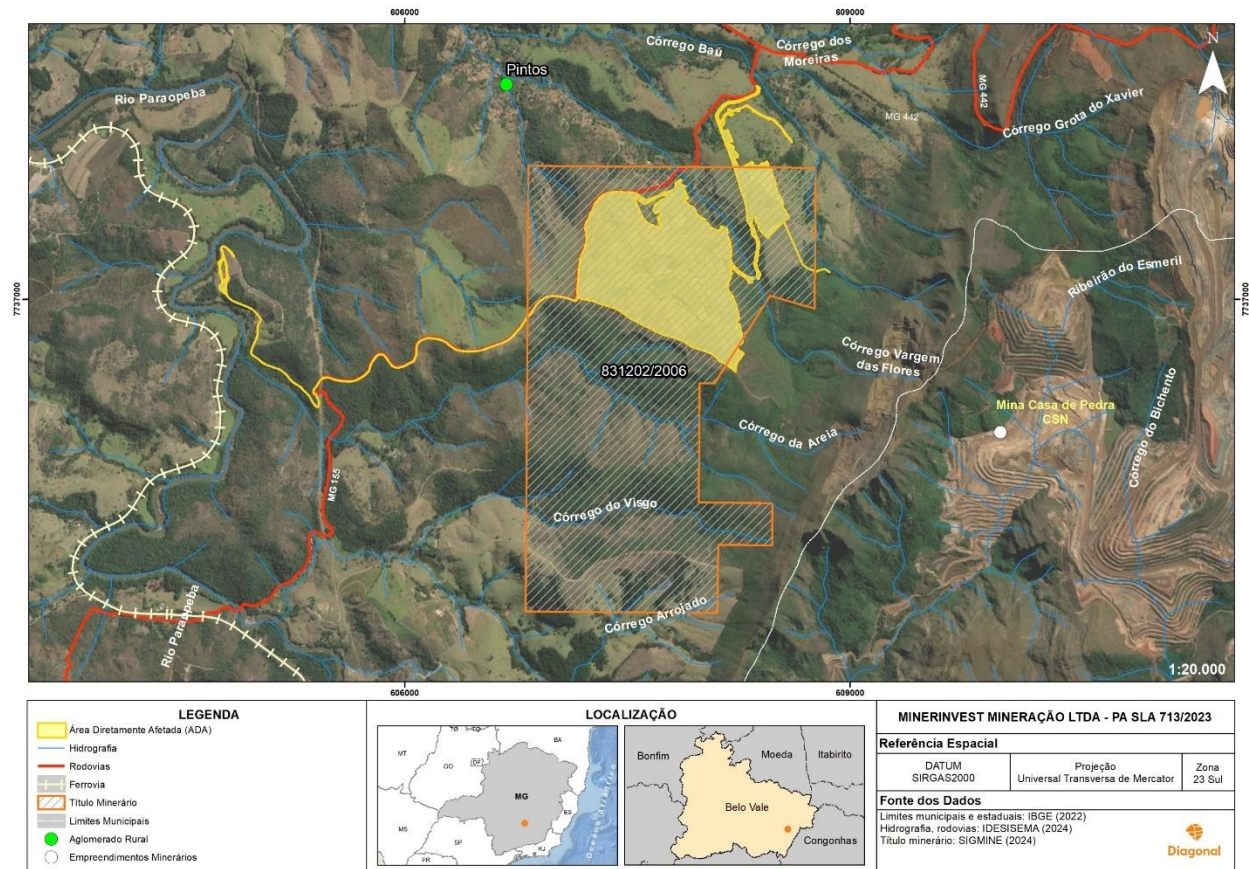 606000
609000
N
Córrego Baú
Córrego dos
Moreiras
Pintos
Rio Paraopeba
MG 442
MG 442
Córrego Grota do Xavier
7737000
7737000
Ribeirão do Esmeril
Córrego Vargem
das Flores
831202/2006
Mina Casa de Pedra
CSN
Córrego do Bichento
Córrego da Areia
MG 155
Córrego do Visgo
Córrego Arrojado
Rio Paraopeba
1:20.000
606000
609000
LEGENDA
Área Diretamente Afetada (ADA)
Hidrografia
Rodovias
Ferrovia
Título Minerário
Limites Municipais
Aglomerado Rural
Empreendimentos Minerários
LOCALIZAÇÃO
MT
TO
BA
GO
DF
MG
MS
ES
SP
RJ
PR
Oceano Atlântico
Bonfim
Moeda
Itabirito
Belo Vale
Congonhas
MINERINVEST MINERAÇÃO LTDA - PA SLA 713/2023
Referência Espacial
DATUM
SIRGAS2000
Projeção
Universal Transversa de Mercator
Zona
23 Sul
Fonte dos Dados
Limites municipais e estaduais: IBGE (2022)
Hidrografia, rodovias: IDESISEMA (2024)
Título minerário: SIGMINE (2024)
Diagonal